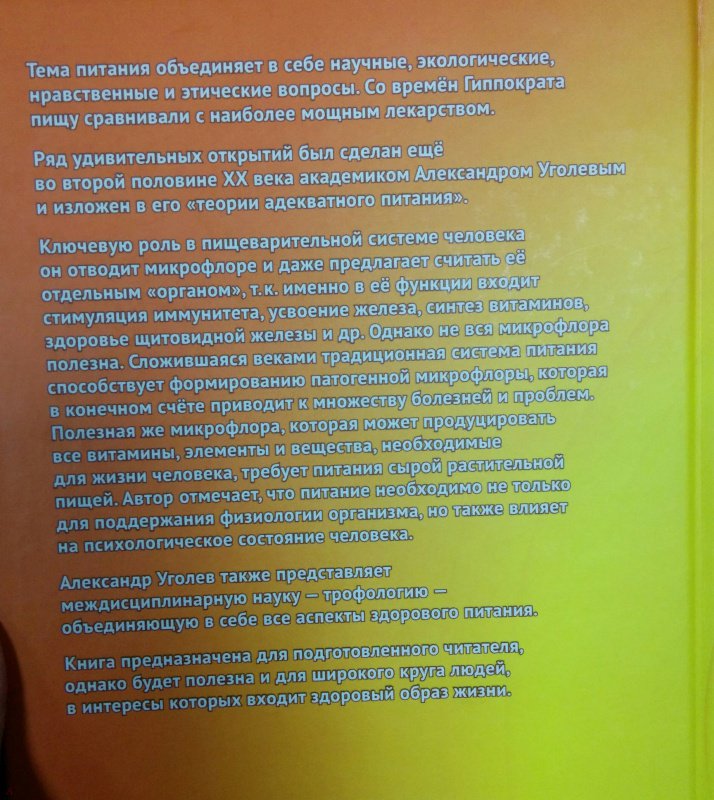 Тема питания объединяет в себе научные, экологические,
нравственные и этические вопросы. Со времён Гиппократа
пищу сравнивали с наиболее мощным лекарством.
Ряд удивительных открытий был сделан ещё
во второй половине XX века академиком Александром Уголевым
и изложен в его «теории адекватного питания».
Ключевую роль в пищеварительной системе человека
он отводит микрофлоре и даже предлагает считать её
отдельным «органом», т. к. именно в её функции входит
стимуляция иммунитета, усвоение железа, синтез витаминов,
здоровье щитовидной железы и др. Однако не вся микрофлора
полезна. Сложившаяся веками традиционная система питания
способствует формированию патогенной микрофлоры, которая
в конечном счёте приводит к множеству болезней и проблем.
Полезная же микрофлора, которая может продуцировать
все витамины, элементы и вещества, необходимые
для жизни человека, требует питания сырой растительной
пищей. Автор отмечает, что питание необходимо не только
для поддержания физиологии организма, но также влияет
на психологическое состояние человека.
Александр Уголев также представляет
междисциплинарную науку — трофологию —
объединяющую в себе все аспекты здорового питания.
Книга предназначена для подготовленного читателя,
однако будет полезна и для широкого круга людей,
в интересы которых входит здоровый образ жизни.